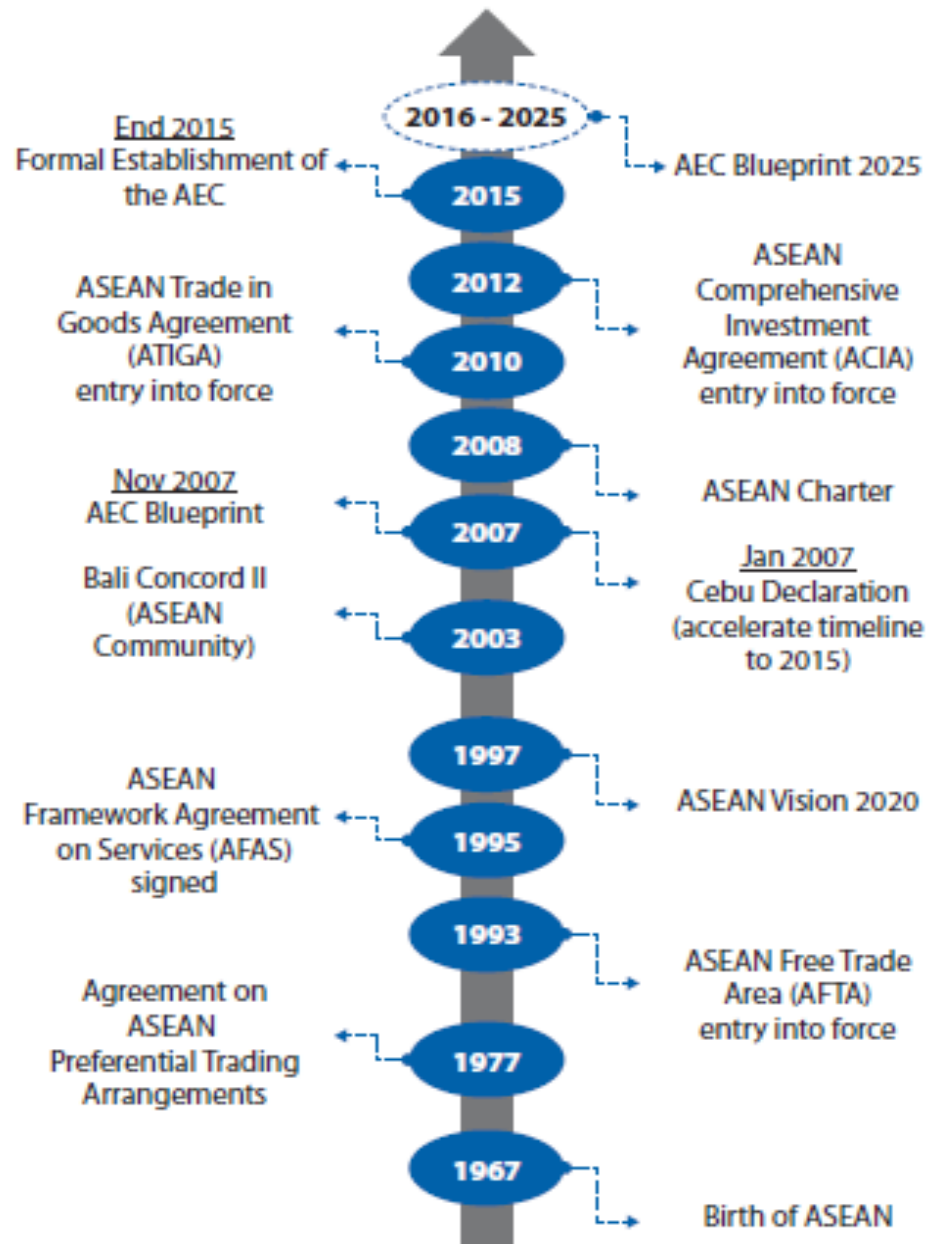 2016 - 2025
End 2015
Formal Establishment of
the AEC
AEC Blueprint 2025
2015
ASEAN
Comprehensive
Investment
Agreement (ACIA)
entry into force
2012
ASEAN Trade in
Goods Agreement
(ATIGA)
entry into force
2010
2008
ASEAN Charter
Nov 2007
AEC Blueprint
2007
Jan 2007
Cebu Declaration
(accelerate timeline
to 2015)
Bali Concord II
(ASEAN
Community)
2003
1997
ASEAN Vision 2020
ASEAN
Framework Agreement
on Services (AFAS)
signed
1995
1993
ASEAN Free Trade
Area (AFTA)
entry into force
Agreement on
ASEAN
Preferential Trading
Arrangements
1977
1967
Birth of ASEAN